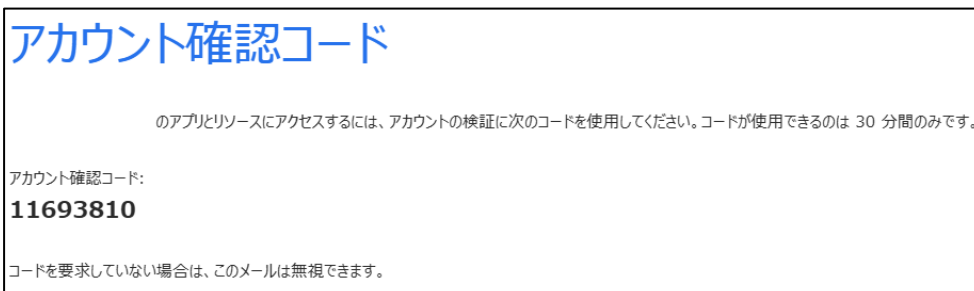 アカウント確認コード
のアプリとリソースにアクセスするには、アカウントの検証に次のコードを使用してください。コードが使用できるのは 30 分間のみです。
アカウント確認コード:
11693810
コードを要求していない場合は、このメールは無視できます。